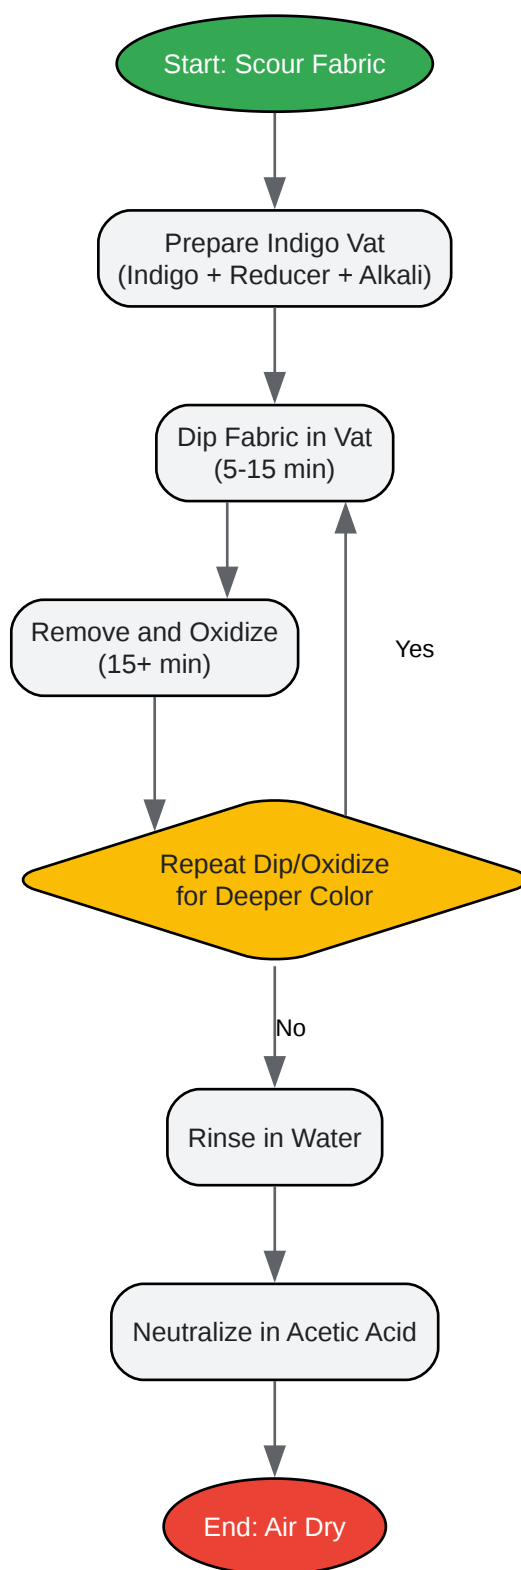 Start: Scour Fabric
Prepare Indigo Vat
(Indigo + Reducer + Alkali)
Dip Fabric in Vat
(5-15 min)
Remove and Oxidize
(15+ min)
Yes
Repeat Dip/Oxidize
for Deeper Color
No
Rinse in Water
Neutralize in Acetic Acid
End: Air Dry